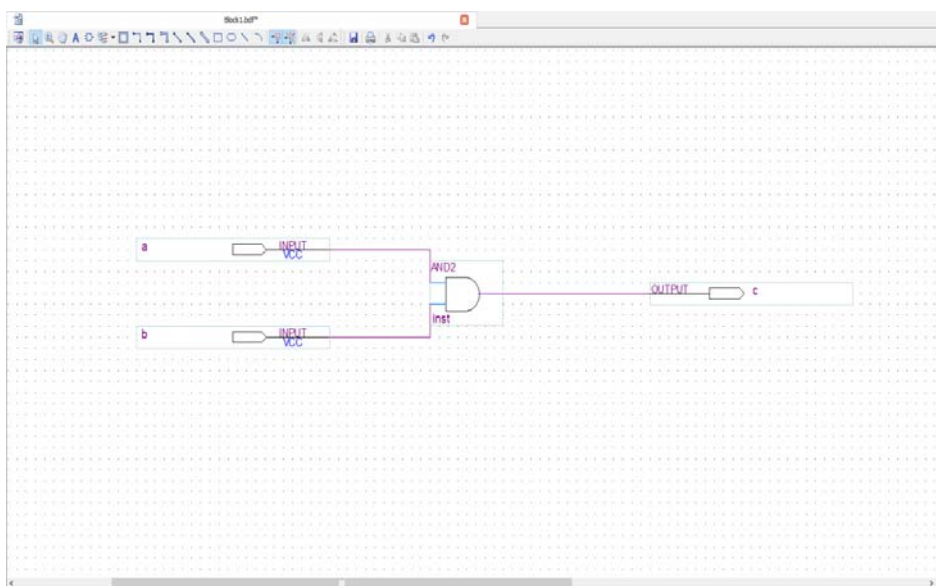 Block1.bdf*
a
INPUT
VCC
AND2
OUTPUT
c
inst
b
INPUT
VCC